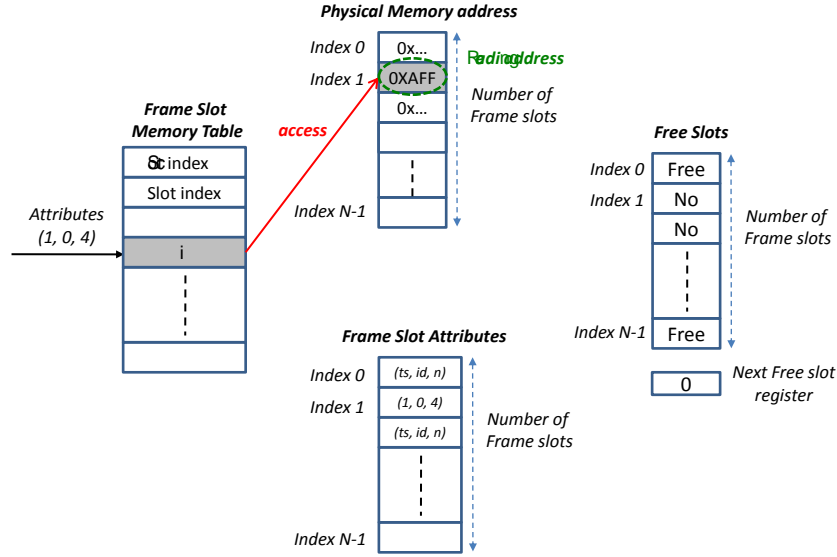 Physical Memory address
Index 0
0x...
address
Index 1
0XAFF
0x...
Number of
Frame slots
Index N-1
Frame Slot
Memory Table
access
index
Slot index
Attributes
(1, 0, 4)
i
Free Slots
Index 0
Free
Index 1
No
No
Number of
Frame slots
Index N-1
Free
0
Next Free slot
register
Frame Slot Attributes
Index 0
(ts, id, n)
Index 1
(1, 0, 4)
(ts, id, n)
Number of
Frame slots
Index N-1